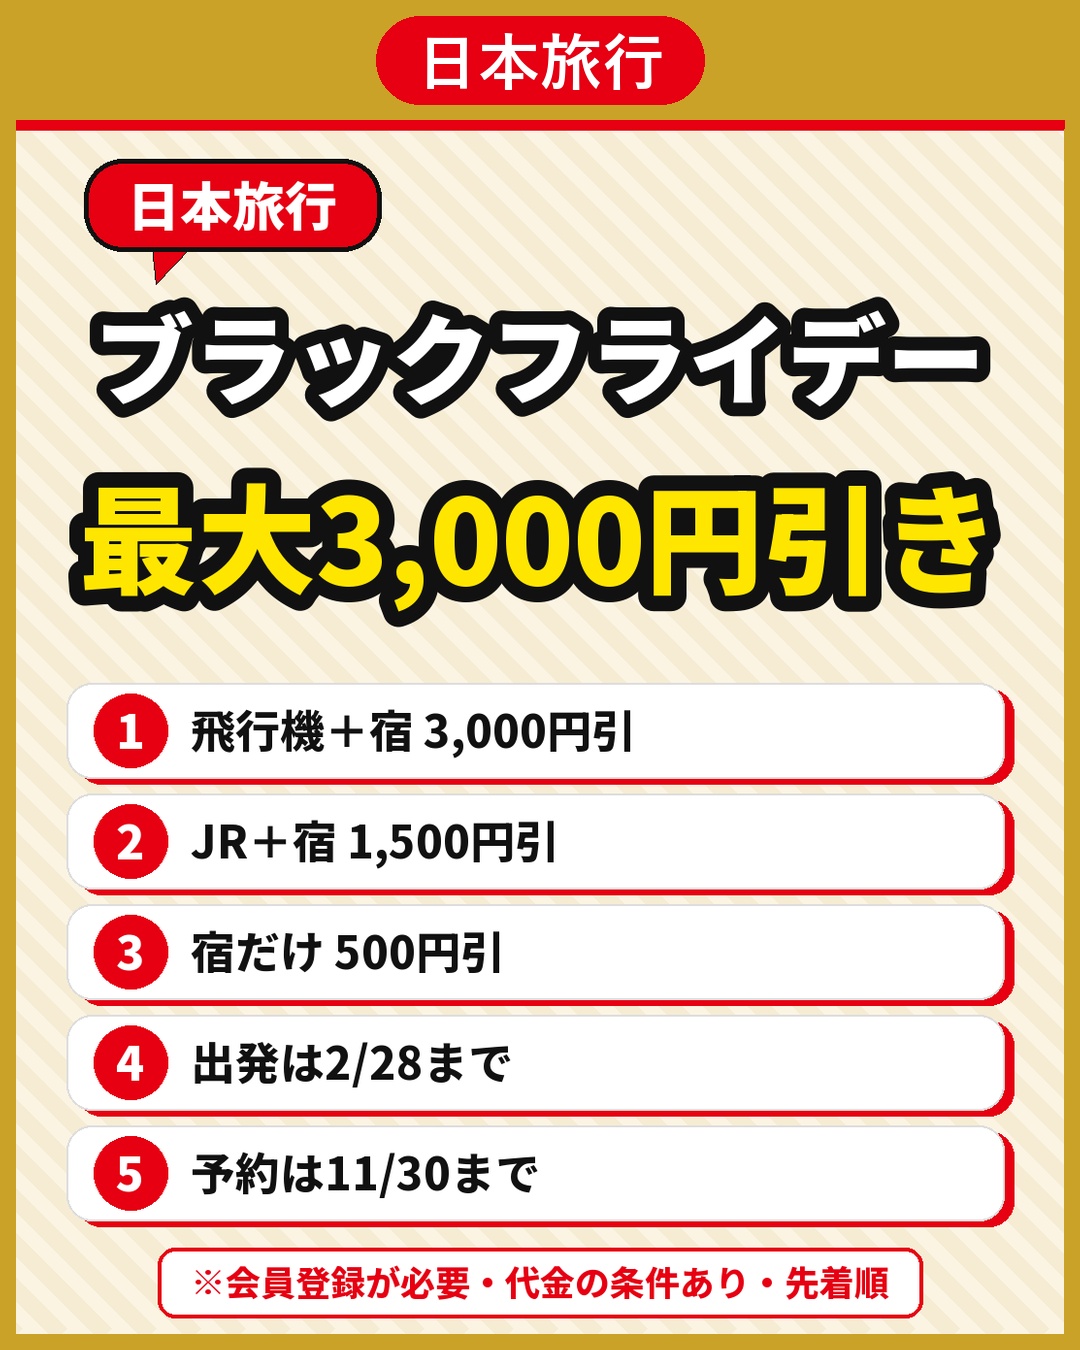 日本旅行
日本旅行
ブラックフライデー
最大3,000円引き
1 飛行機＋宿 3,000円引
2 JR＋宿 1,500円引
3 宿だけ 500円引
4 出発は2/28まで
5 予約は11/30まで
※会員登録が必要・代金の条件あり・先着順